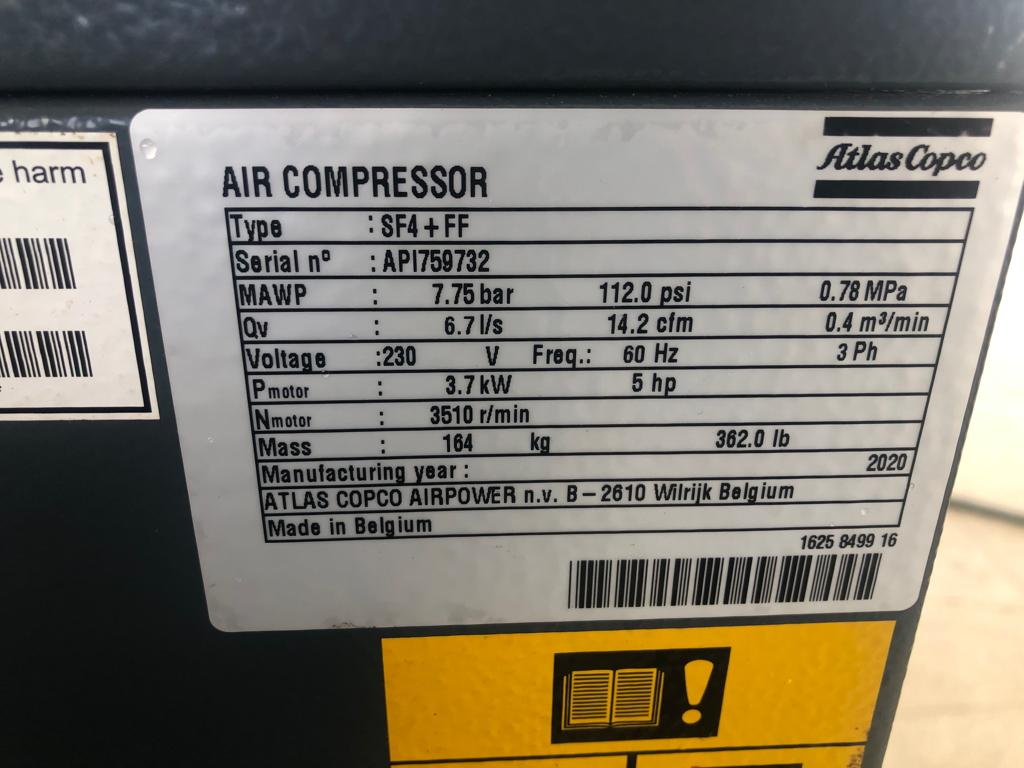 e harm
Atlas Copco
AIR COMPRESSOR
Type : SF4+FF
Serial nº : API759732
MAWP : 7.75 bar 112.0 psi 0.78 MPa
Qv : 6.7 l/s 14.2 cfm 0.4 m³/min
Voltage :230 V Freq.: 60 Hz 3 Ph
Pmotor : 3.7 kW 5 hp
Nmotor : 3510 r/min
Mass : 164 kg 362.0 lb
Manufacturing year : 2020
ATLAS COPCO AIRPOWER n.v. B-2610 Wilrijk Belgium
Made in Belgium
1625 8499 16